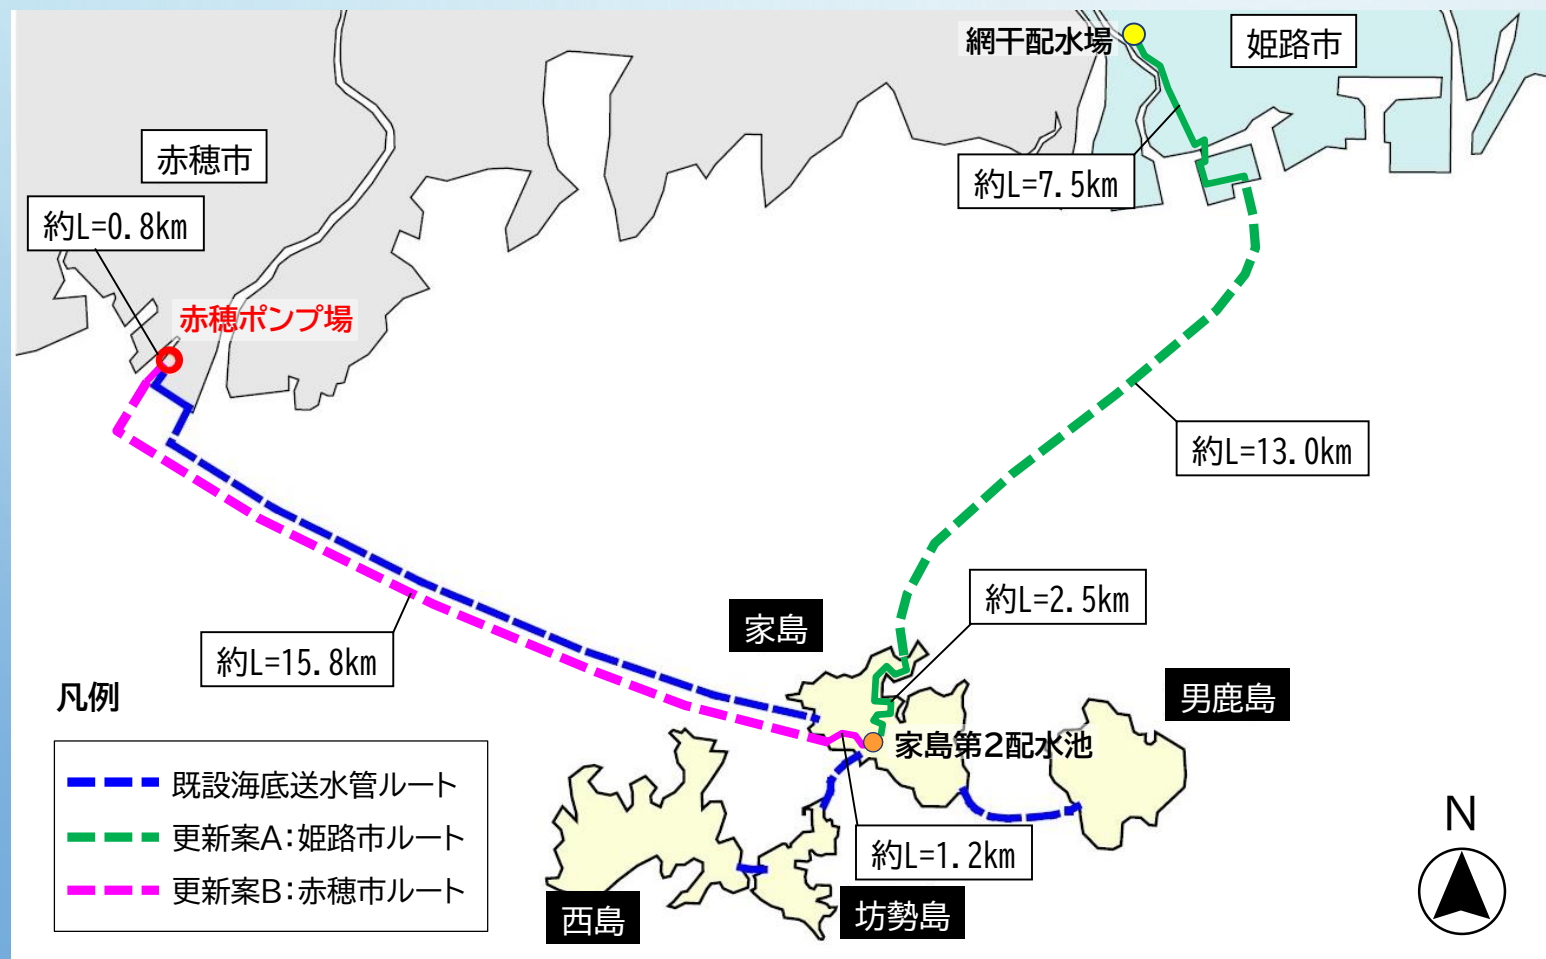 網干配水場
姫路市
赤穂市
約L=7.5km
約L=0.8km
赤穂ポンプ場
約L=13.0km
約L=2.5km
家島
約L=15.8km
男鹿島
凡例
家島第2配水池
既設海底送水管ルート
更新案A:姫路市ルート
更新案B:赤穂市ルート
N
約L=1.2km
西島
坊勢島